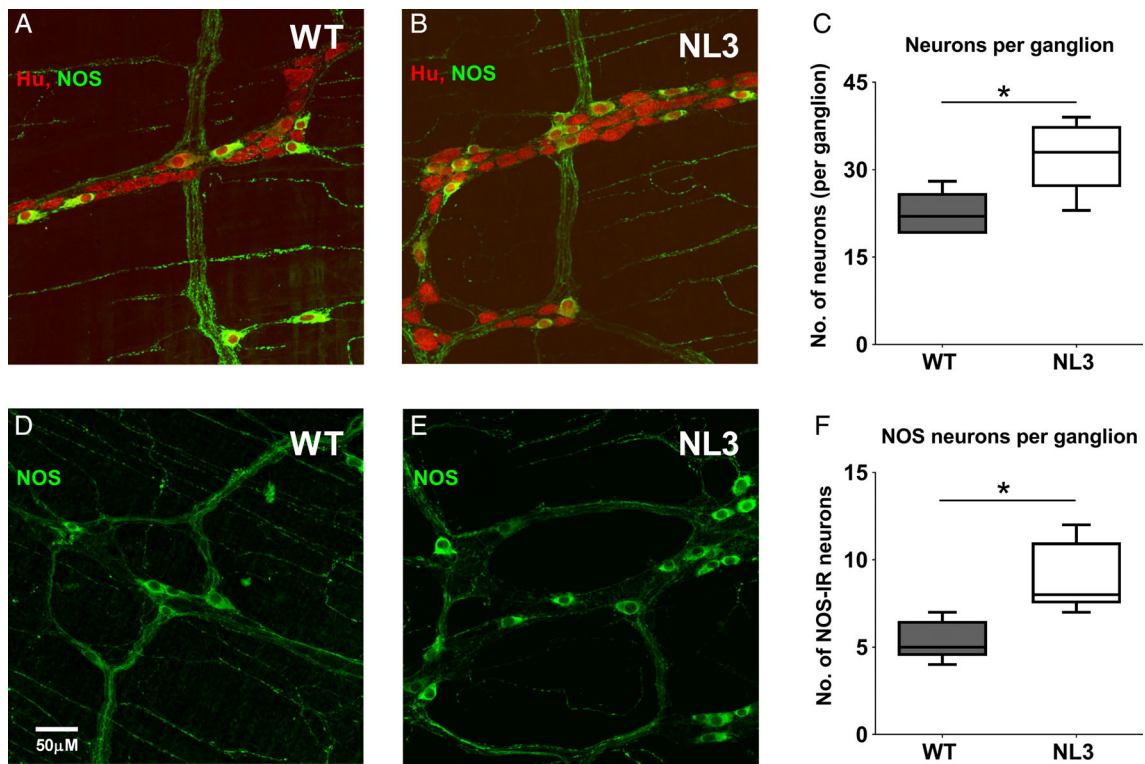 A
WT
Hu, NOS
B
NL3
Hu, NOS
C
Neurons per ganglion
No. of neurons (per ganglion)
45
30
15
0
*
WT
NL3
D
WT
NOS
50µM
E
NL3
NOS
F
NOS neurons per ganglion
No. of NOS-IR neurons
15
10
5
0
*
WT
NL3